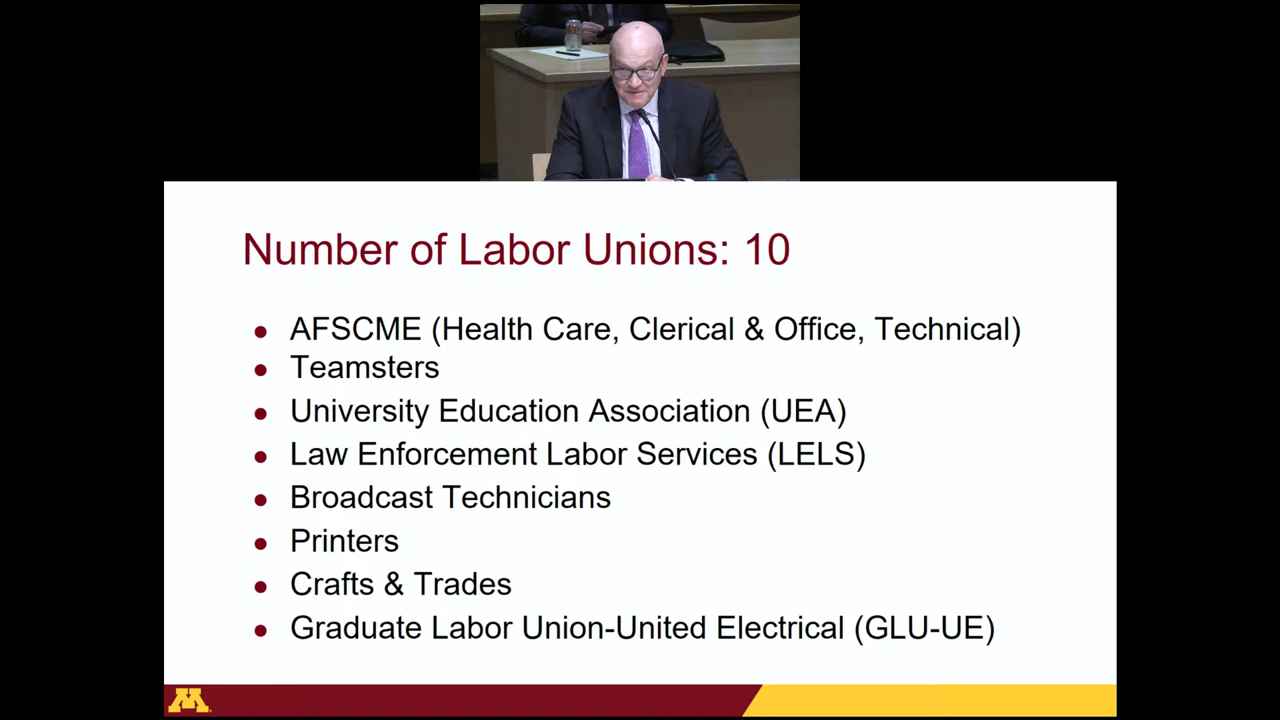 Number of Labor Unions: 10
● AFSCME (Health Care, Clerical & Office, Technical)
● Teamsters
● University Education Association (UEA)
● Law Enforcement Labor Services (LELS)
● Broadcast Technicians
● Printers
● Crafts & Trades
● Graduate Labor Union-United Electrical (GLU-UE)
M